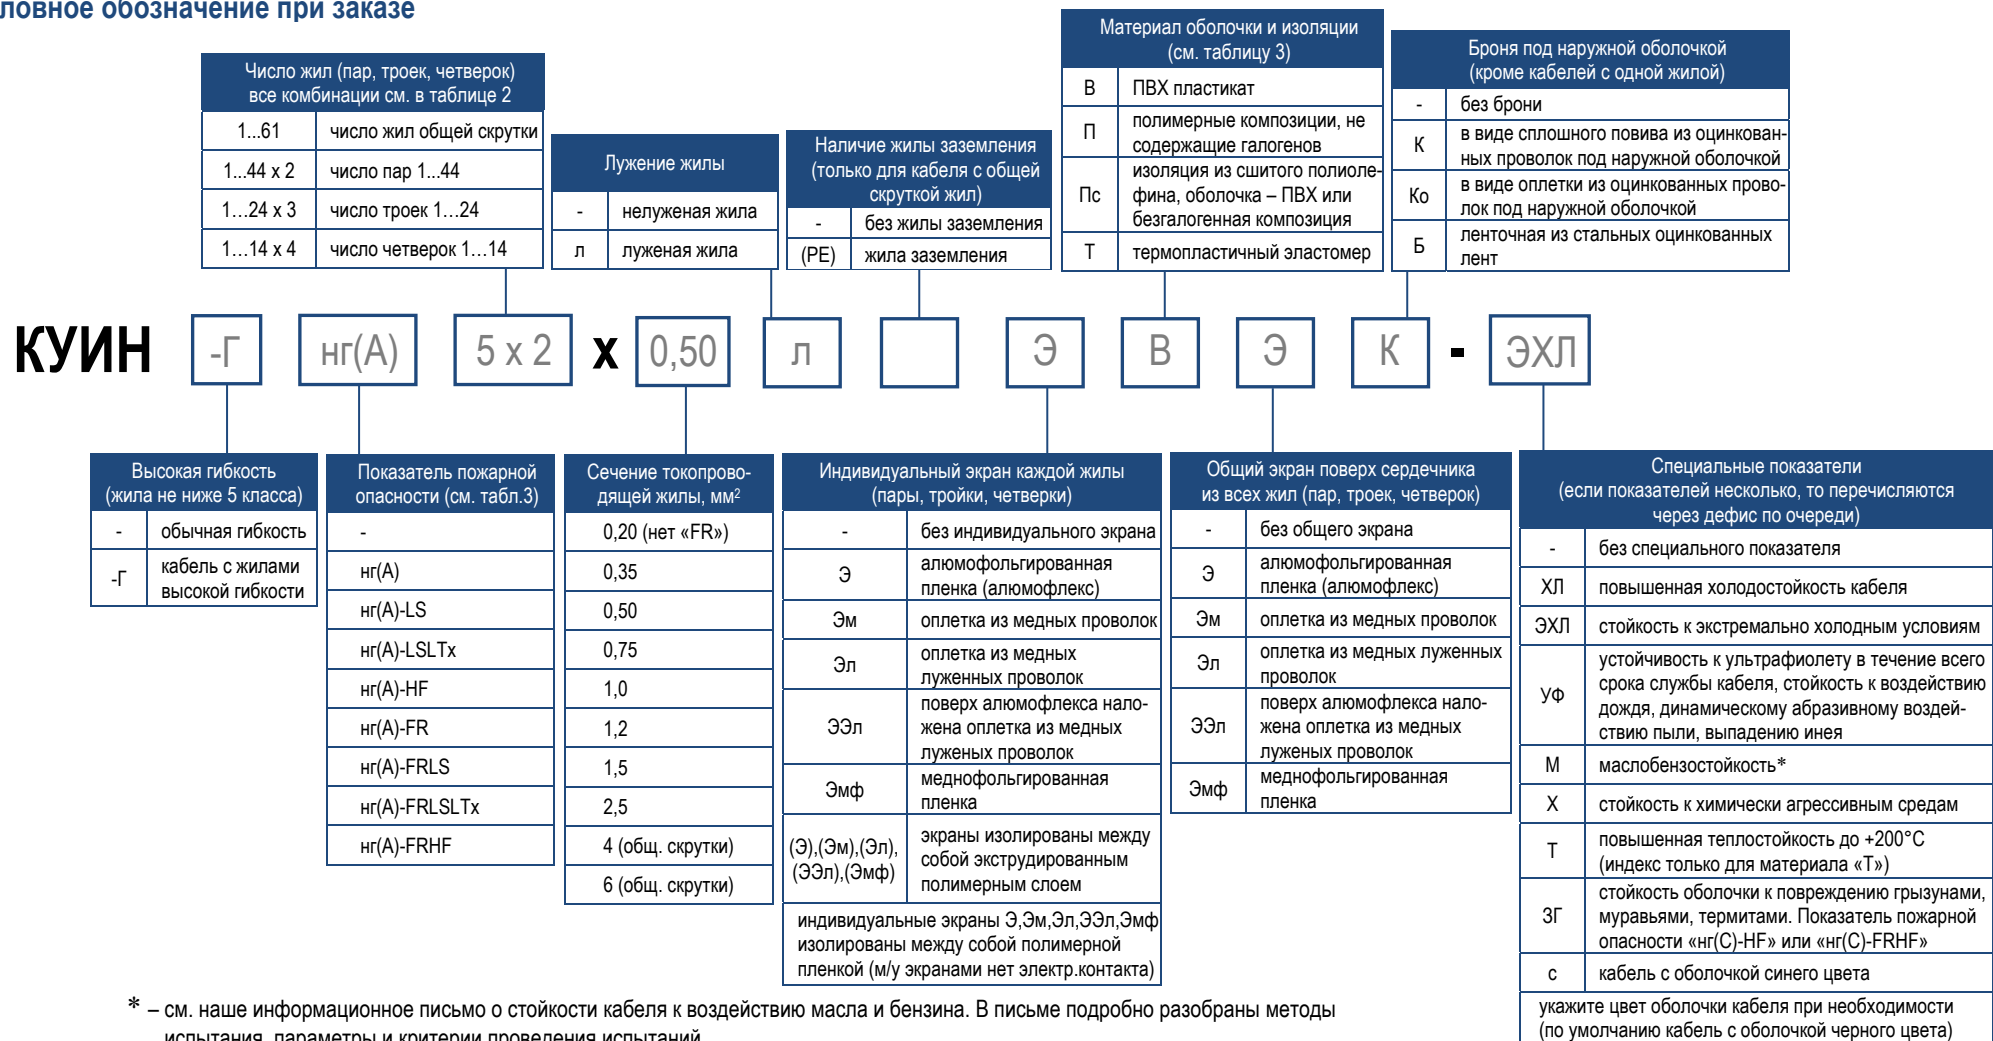 ловное обозначение при заказе
Число жил (пар, троек, четверок)
все комбинации см. в таблице 2
1...61 число жил общей скрутки
1...44 x 2 число пар 1...44
1…24 x 3 число троек 1…24
1…14 x 4 число четверок 1…14
Лужение жилы
- нелуженая жила
л луженая жила
Наличие жилы заземления
(только для кабеля с общей
скруткой жил)
- без жилы заземления
(PE) жила заземления
Материал оболочки и изоляции
(см. таблицу 3)
В ПВХ пластикат
П полимерные композиции, не
содержащие галогенов
Пс изоляция из сшитого полиоле-
фина, оболочка – ПВХ или
безгалогенная композиция
Т термопластичный эластомер
Броня под наружной оболочкой
(кроме кабелей с одной жилой)
- без брони
К в виде сплошного повива из оцинкован-
ных проволок под наружной оболочкой
Ко в виде оплетки из оцинкованных прово-
лок под наружной оболочкой
Б ленточная из стальных оцинкованных
лент
КУИН -Г нг(А) 5 x 2 x 0,50 л Э В Э К - ЭХЛ
Высокая гибкость
(жила не ниже 5 класса)
- обычная гибкость
-Г кабель с жилами
высокой гибкости
Показатель пожарной
опасности (см. табл.3)
-
нг(А)
нг(А)-LS
нг(А)-LSLTx
нг(А)-HF
нг(А)-FR
нг(А)-FRLS
нг(А)-FRLSLTx
нг(А)-FRHF
Сечение токопрово-
дящей жилы, мм²
0,20 (нет «FR»)
0,35
0,50
0,75
1,0
1,2
1,5
2,5
4 (общ. скрутки)
6 (общ. скрутки)
Индивидуальный экран каждой жилы
(пары, тройки, четверки)
- без индивидуального экрана
Э алюмофольгированная
пленка (алюмофлекс)
Эм оплетка из медных проволок
Эл оплетка из медных
луженных проволок
ЭЭл поверх алюмофлекса нало-
жена оплетка из медных
луженых проволок
Эмф меднофольгированная
пленка
(Э),(Эм),(Эл),
(ЭЭл),(Эмф)
экраны изолированы между
собой экструдированным
полимерным слоем
индивидуальные экраны Э,Эм,Эл,ЭЭл,Эмф
изолированы между собой полимерной
пленкой (м/у экранами нет электр.контакта)
Общий экран поверх сердечника
из всех жил (пар, троек, четверок)
- без общего экрана
Э алюмофольгированная
пленка (алюмофлекс)
Эм оплетка из медных проволок
Эл оплетка из медных луженных
проволок
ЭЭл поверх алюмофлекса нало-
жена оплетка из медных
луженых проволок
Эмф меднофольгированная
пленка
Специальные показатели
(если показателей несколько, то перечисляются
через дефис по очереди)
- без специального показателя
ХЛ повышенная холодостойкость кабеля
ЭХЛ стойкость к экстремально холодным условиям
УФ устойчивость к ультрафиолету в течение всего
срока службы кабеля, стойкость к воздействию
дождя, динамическому абразивному воздей-
ствию пыли, выпадению инея
М маслобензостойкость*
Х стойкость к химически агрессивным средам
Т повышенная теплостойкость до +200°С
(индекс только для материала «Т»)
ЗГ стойкость оболочки к повреждению грызунами,
муравьями, термитами. Показатель пожарной
опасности «нг(С)-HF» или «нг(С)-FRHF»
с кабель с оболочкой синего цвета
укажите цвет оболочки кабеля при необходимости
(по умолчанию кабель с оболочкой черного цвета)
* – см. наше информационное письмо о стойкости кабеля к воздействию масла и бензина. В письме подробно разобраны методы
испытания, параметры и критерии проведения испытаний